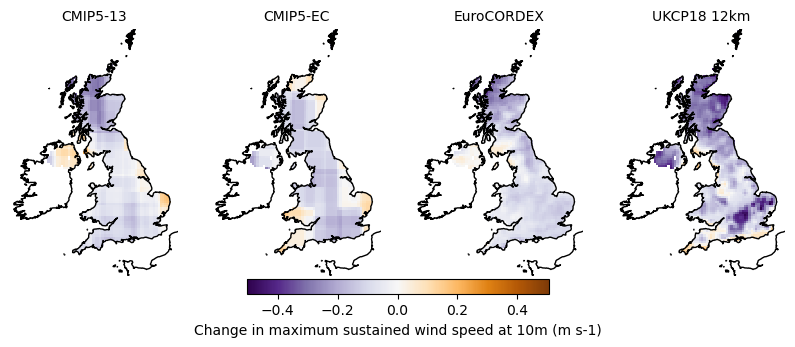 CMIP5-13 CMIP5-EC EuroCORDEX UKCP18 12km
−0.4 −0.2 0.0 0.2 0.4
Change in maximum sustained wind speed at 10m (m s-1)